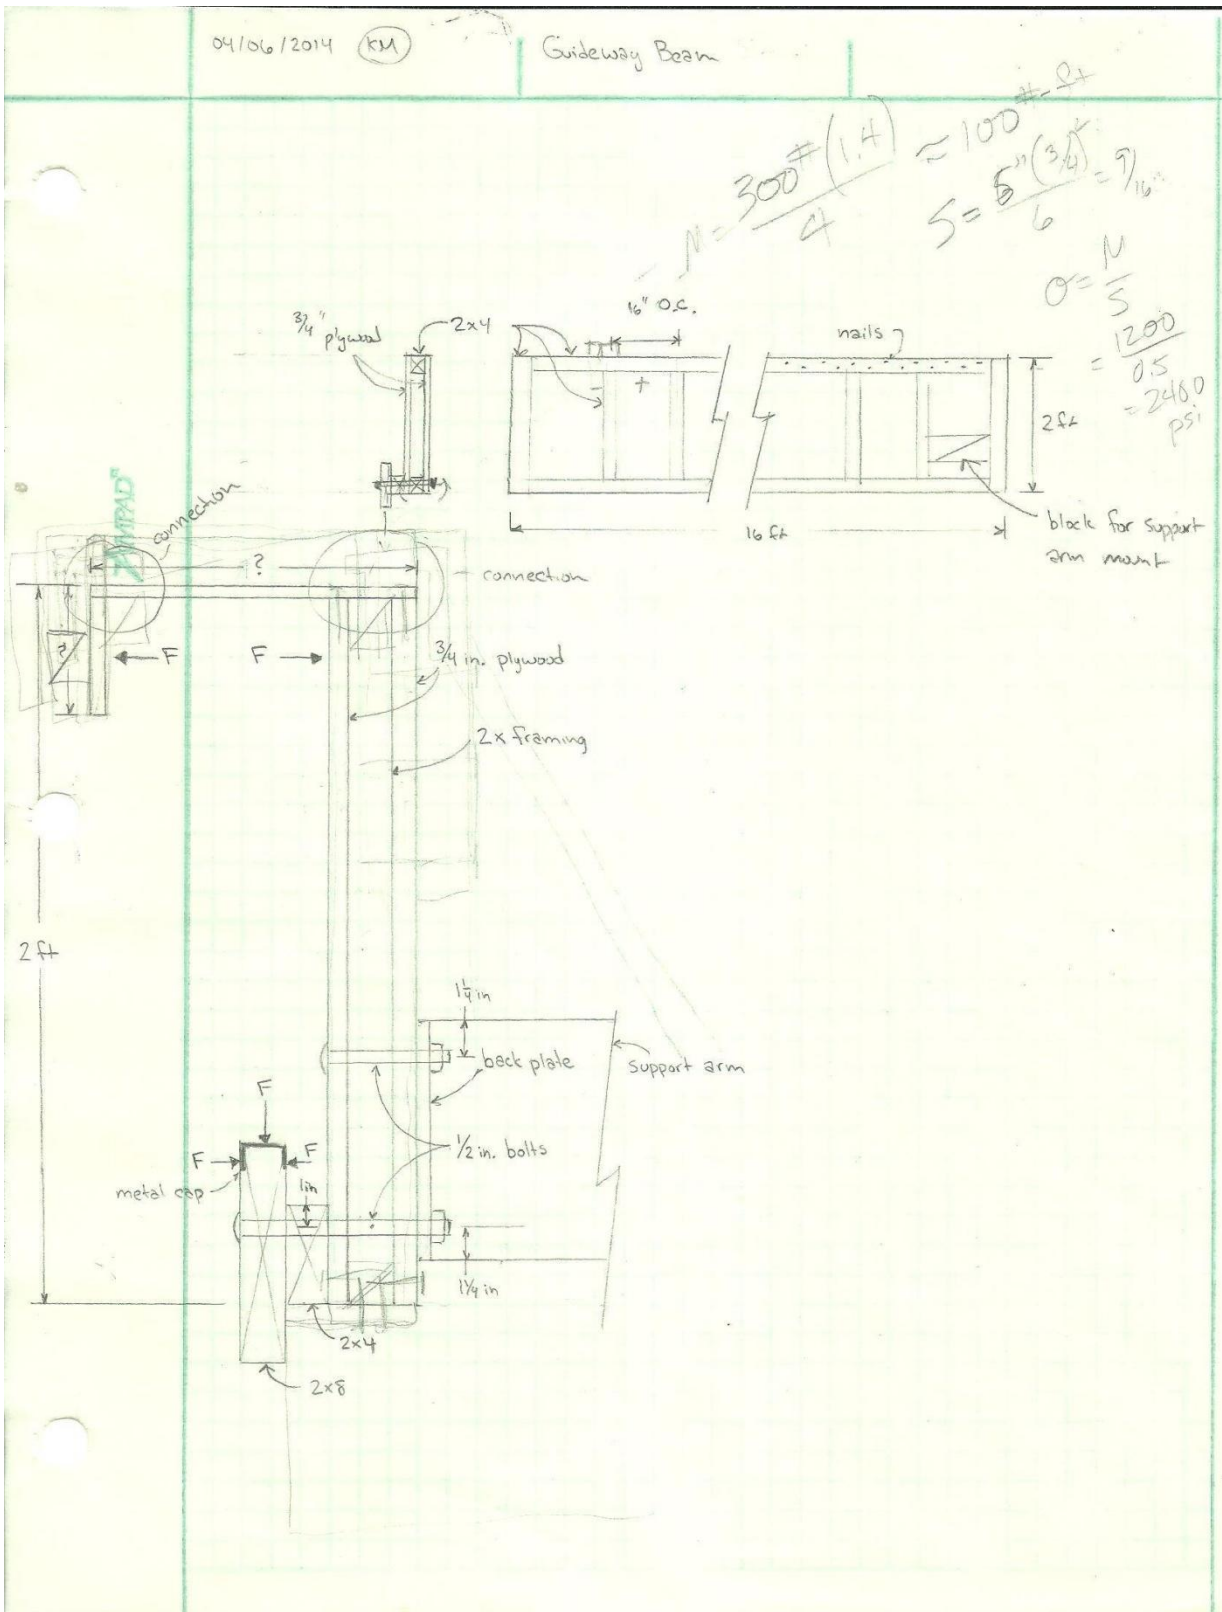 04/06/2014 KM Guideway Beam
M = 300# (1.4) / 4 ≈ 100 #-ft
S = 6" (3/4)² / 6 = 9/16"
σ = M/S
= 1200 / 0.5
= 2400 psi
16" O.C.
3/4" plywood
2x4
nails
2 ft
16 ft
block for support
arm mount
AMPAD
connection
?
connection
?
F
F
3/4 in. plywood
2x framing
2 ft
1 1/4 in
back plate
support arm
F
F
F
1/2 in. bolts
metal cap
1in
1 1/4 in
2x4
2x8